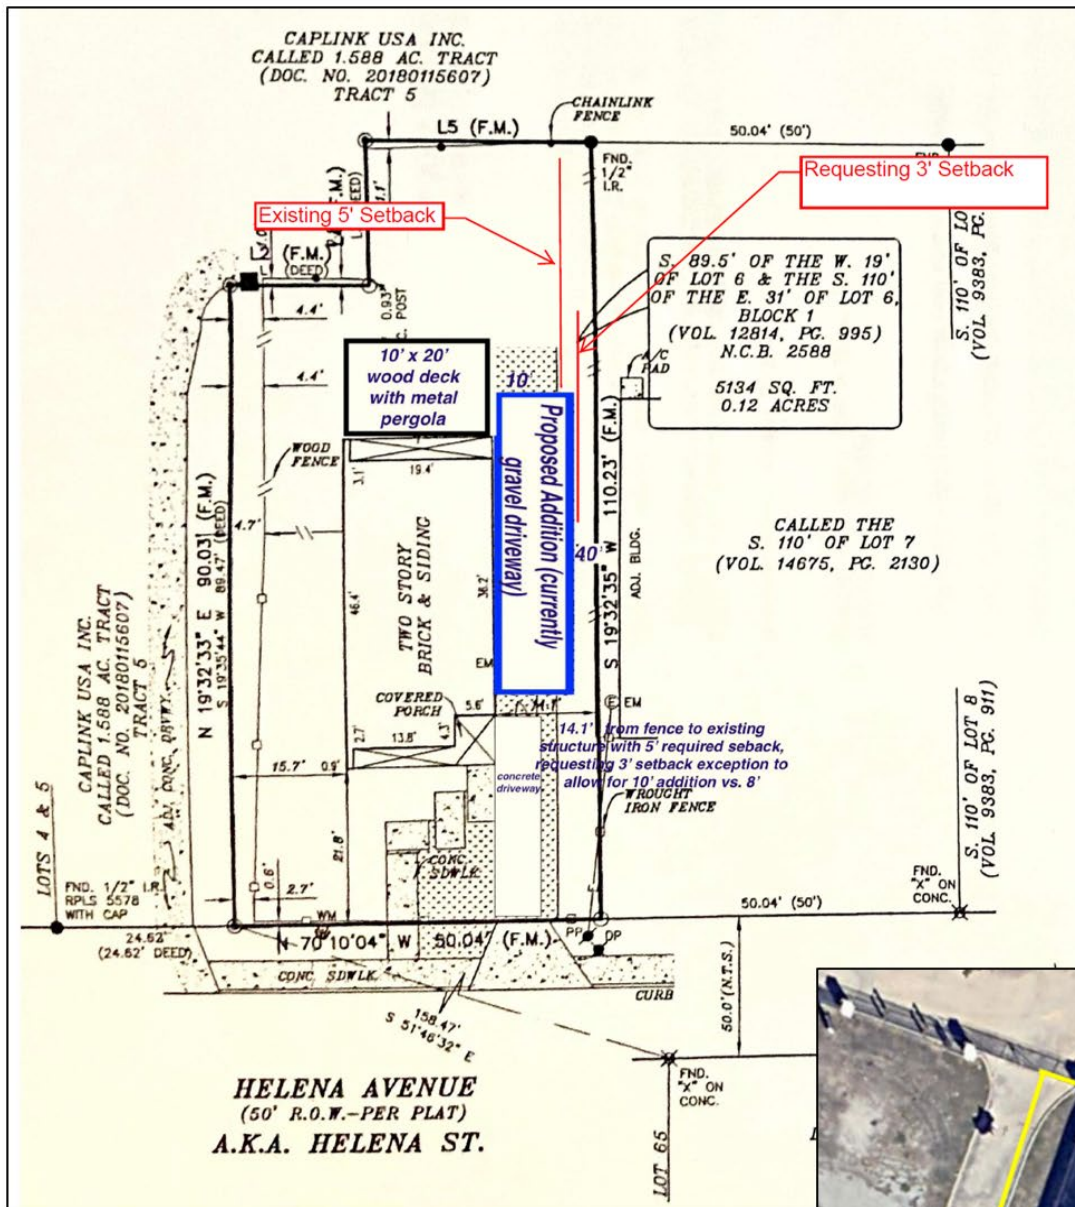 CAPLINK USA INC.
CALLED 1.588 AC. TRACT
(DOC. NO. 20180115607)
TRACT 5
CHAINLINK
FENCE
L5 (F.M.)
50.04' (50')
FND.
1/2"
I.R.
Requesting 3' Setback
Existing 5' Setback
1.1'
L2
(F.M.)
(DEED)
S. 110' OF LO
(VOL. 9383, PG.
S. 89.5' OF THE W. 19'
OF LOT 6 & THE S. 110'
OF THE E. 31' OF LOT 6,
BLOCK 1
(VOL. 12814, PG. 995)
N.C.B. 2588
5134 SQ. FT.
0.12 ACRES
4.4'
0.93'
POST
4.4'
10' x 20'
wood deck
with metal
pergola
10'
A/C
PAD
Proposed Addition (currently
gravel driveway)
WOOD
FENCE
3.1'
19.4'
4.7'
40'
S 19°32'35" W 110.23' (F.M.)
ADJ. BLDG.
CALLED THE
S. 110' OF LOT 7
(VOL. 14675, PG. 2130)
N 19°32'33" E 90.03' (F.M.)
S 19°35'44" W 89.47' (DEED)
46.4'
TWO STORY
BRICK & SIDING
36.2'
EM
CAPLINK USA INC.
CALLED 1.588 AC. TRACT
(DOC. NO. 20180115607)
TRACT 5
ADJ. CONC. DRVWY.
COVERED
PORCH
5.6'
E
EM
2.7'
13.8'
4.3'
14.1' from fence to existing
structure with 5' required seback,
requesting 3' setback exception to
allow for 10' addition vs. 8'
15.7'
0.9'
concrete
driveway
WROUGHT
IRON FENCE
S. 110' OF LOT 8
(VOL. 9383, PG. 911)
LOTS 4 & 5
21.8'
CONC.
SDWLK
FND. 1/2" I.R.
RPLS 5578
WITH CAP
0.6'
2.7'
WM
FND.
"X" ON
CONC.
50.04' (50')
24.62'
(24.62' DEED)
N 70°10'04" W 50.04' (F.M.)
PP
DP
CONC. SDWLK
CURB
50.0'(N.T.S.)
158.47'
S 51°46'32" E
FND.
"X" ON
CONC.
HELENA AVENUE
(50' R.O.W.-PER PLAT)
A.K.A. HELENA ST.
LOT 65